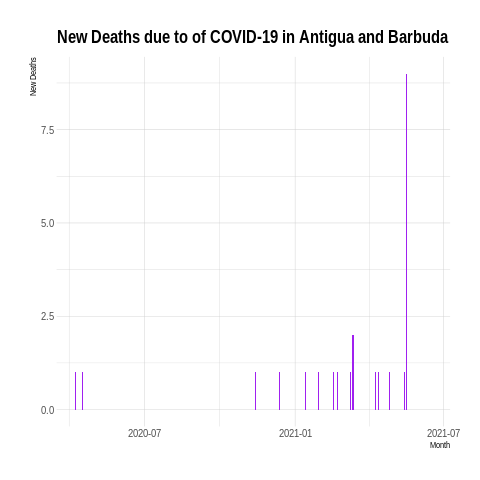 New Deaths due to of COVID-19 in Antigua and Barbuda
New Deaths
7.5
5.0
2.5
0.0
2020-07
2021-01
2021-07
Month